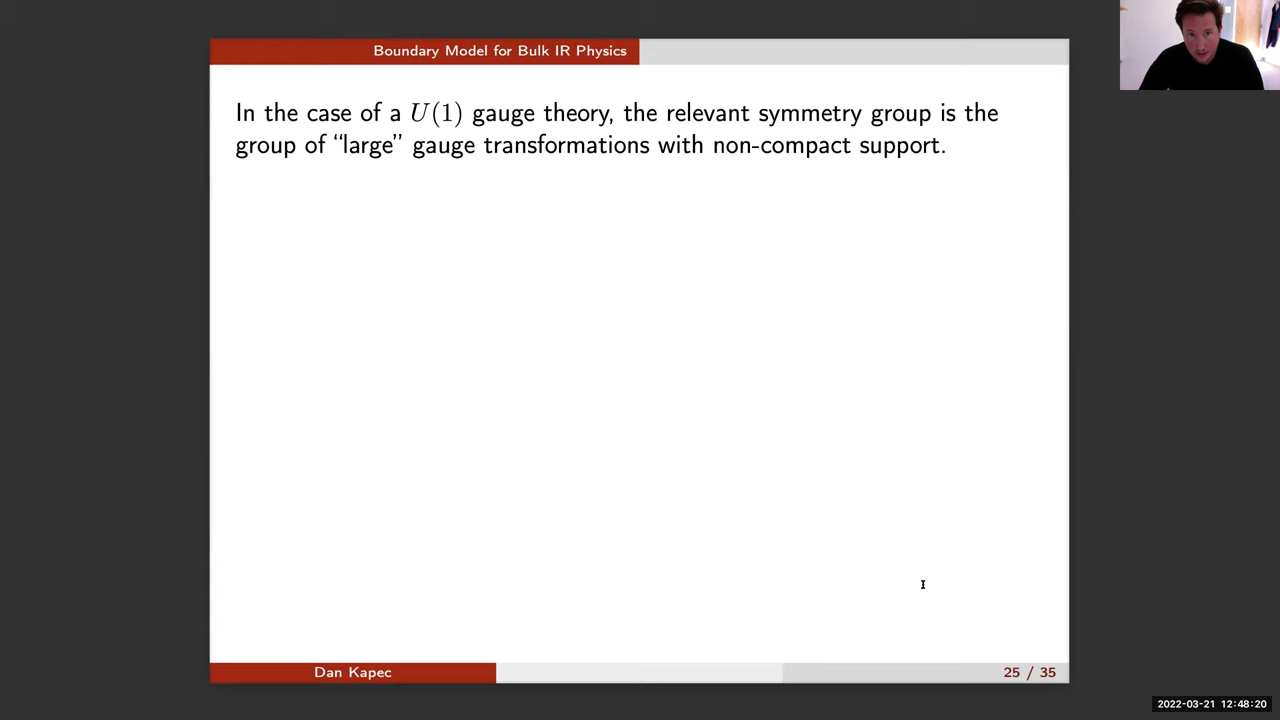 Boundary Model for Bulk IR Physics
In the case of a U(1) gauge theory, the relevant symmetry group is the
group of “large” gauge transformations with non-compact support.
Dan Kapec
25 / 35
2022-03-21 12:48:20